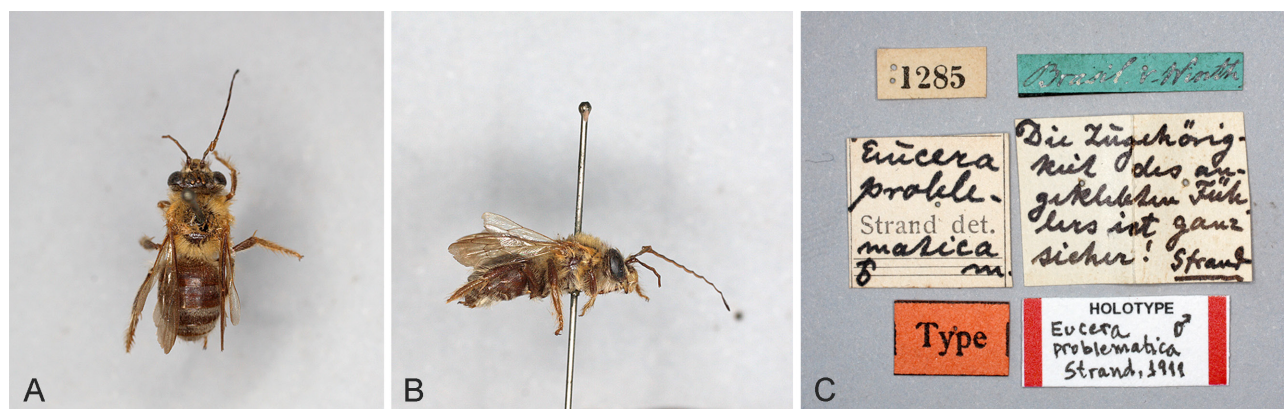 A
B
C
1285
Brasil v. Winth.
Eucera
proble-
Strand det.
matica
♂ m.
Die Zugehörig-
keit des an-
geklebten Füh-
lers ist ganz
sicher!
Strand
Type
HOLOTYPE
Eucera ♂
problematica
Strand, 1911